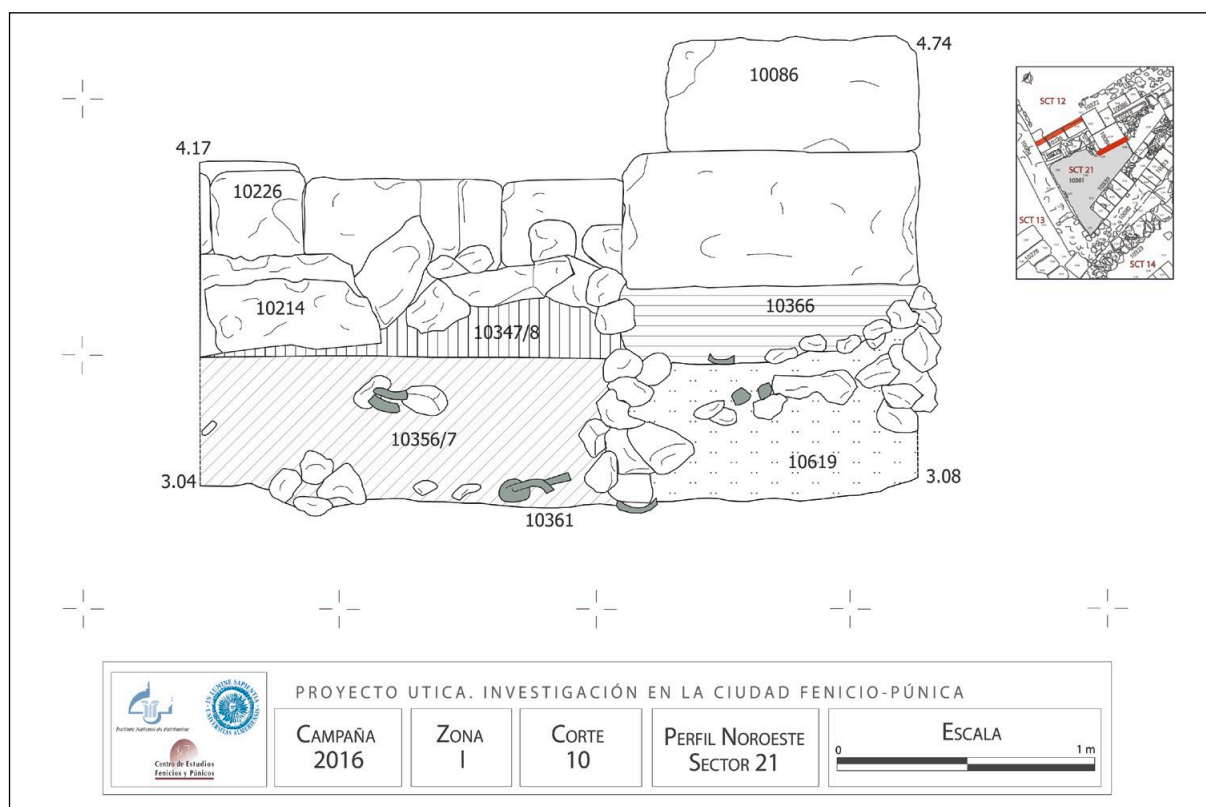 4.74
10086
4.17
10226
10214
10366
10347/8
10356/7
10619
3.04
3.08
10361
SCT 12
SCT 21
10361
SCT 13
SCT 14
PROYECTO UTICA. INVESTIGACIÓN EN LA CIUDAD FENICIO-PÚNICA
Centro de Estudios
Fenicios y Púnicos
CAMPAÑA
2016
ZONA
I
CORTE
10
PERFIL NOROESTE
SECTOR 21
ESCALA
0 1 m